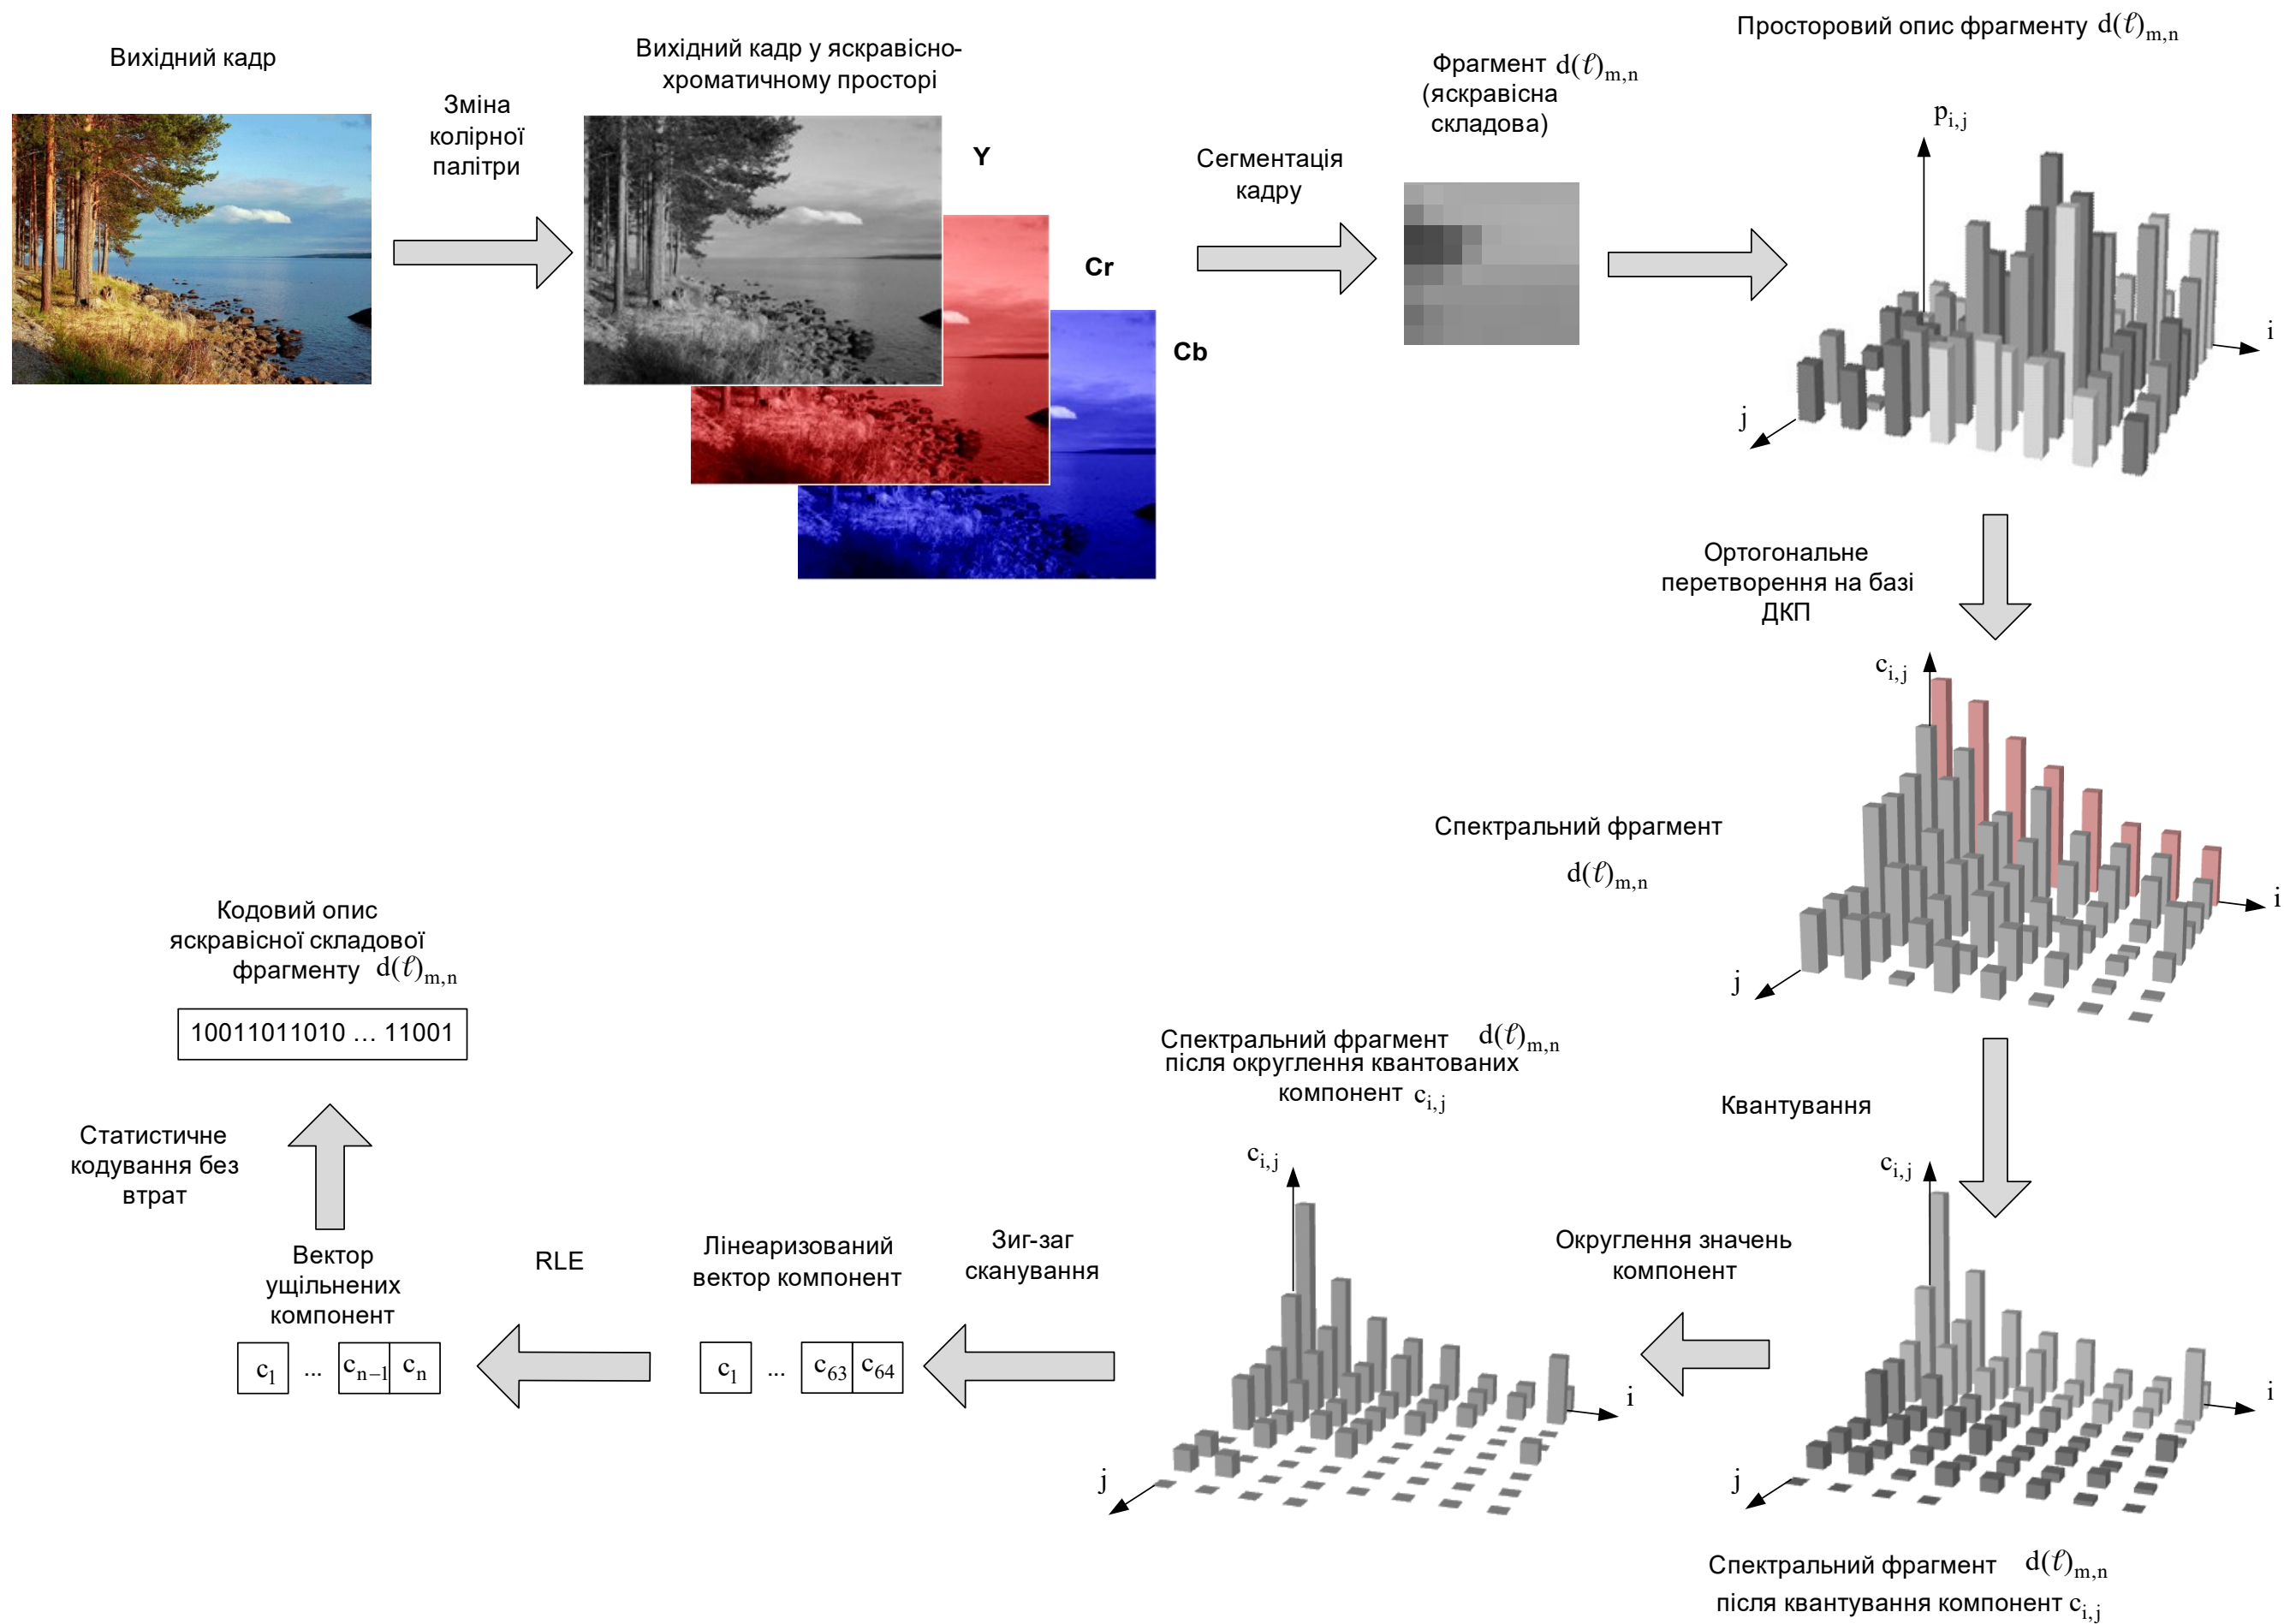 Вихідний кадр
Зміна
колірної
палітри
Вихідний кадр у яскравісно-
хроматичному просторі
Y
Cr
Cb
Сегментація
кадру
Фрагмент d(ℓ)m,n
(яскравісна
складова)
Просторовий опис фрагменту d(ℓ)m,n
pi,j
i
j
Ортогональне
перетворення на базі
ДКП
ci,j
i
j
Спектральний фрагмент
d(ℓ)m,n
Квантування
ci,j
i
j
Спектральний фрагмент d(ℓ)m,n
після квантування компонент ci,j
Округлення значень
компонент
Спектральний фрагмент d(ℓ)m,n
після округлення квантованих
компонент ci,j
ci,j
i
j
Зиг-заг
сканування
Лінеаризований
вектор компонент
c1 ... c63 c64
RLE
Вектор
ущільнених
компонент
c1 ... cn−1 cn
Статистичне
кодування без
втрат
Кодовий опис
яскравісної складової
фрагменту d(ℓ)m,n
10011011010 ... 11001